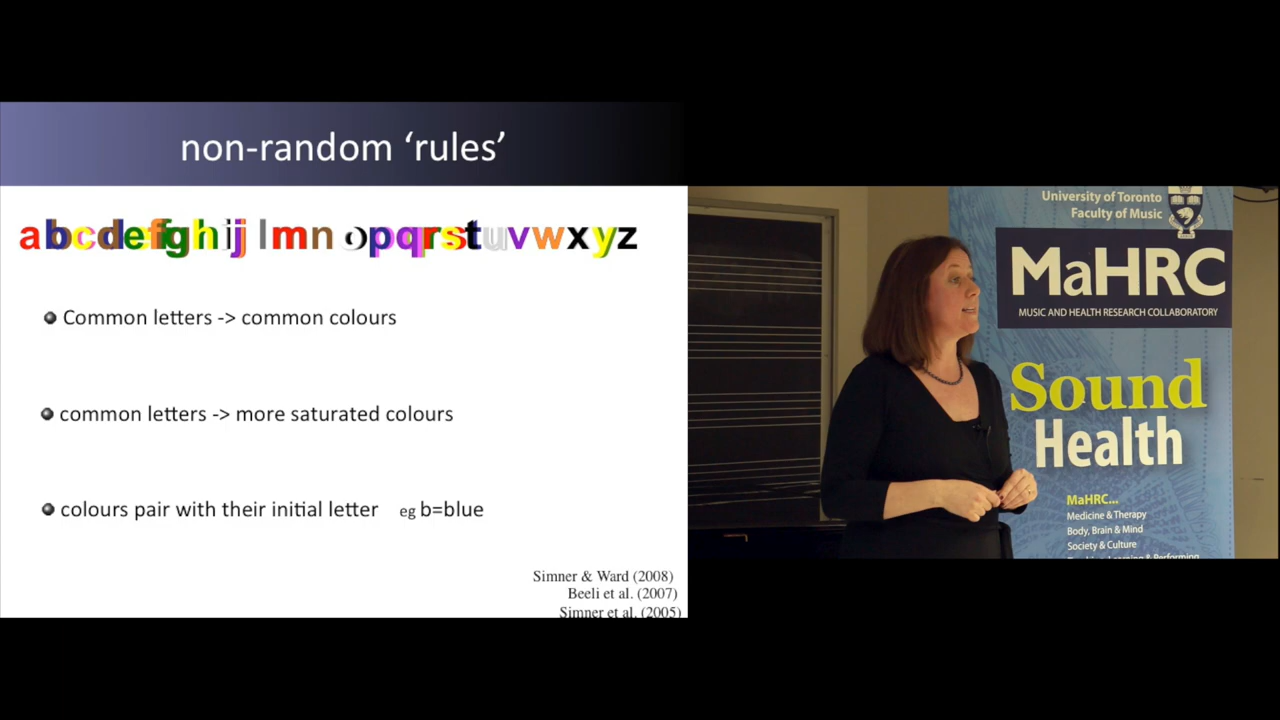 non-random ‘rules’
abcdefghij lmn opqrstuvwxyz
Common letters -> common colours
common letters -> more saturated colours
colours pair with their initial letter eg b=blue
Simner & Ward (2008)
Beeli et al. (2007)
Simner et al. (2005)
University of Toronto
Faculty of Music
MaHRC
MUSIC AND HEALTH RESEARCH COLLABORATORY
Sound
Health
MaHRC...
Medicine & Therapy
Body, Brain & Mind
Society & Culture
Learning & Performing